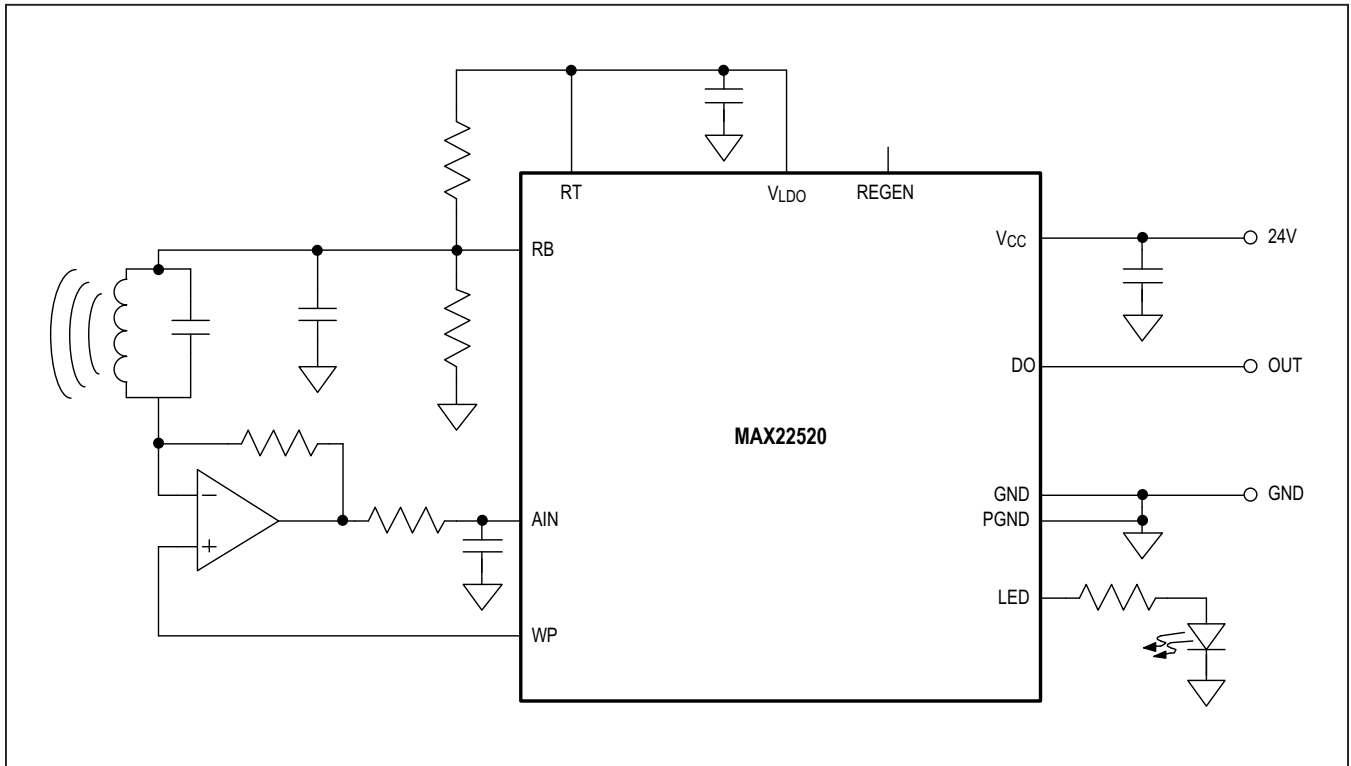 RT
VLDO
REGEN
RB
VCC
24V
DO
OUT
MAX22520
GND
GND
PGND
AIN
LED
WP
−
+